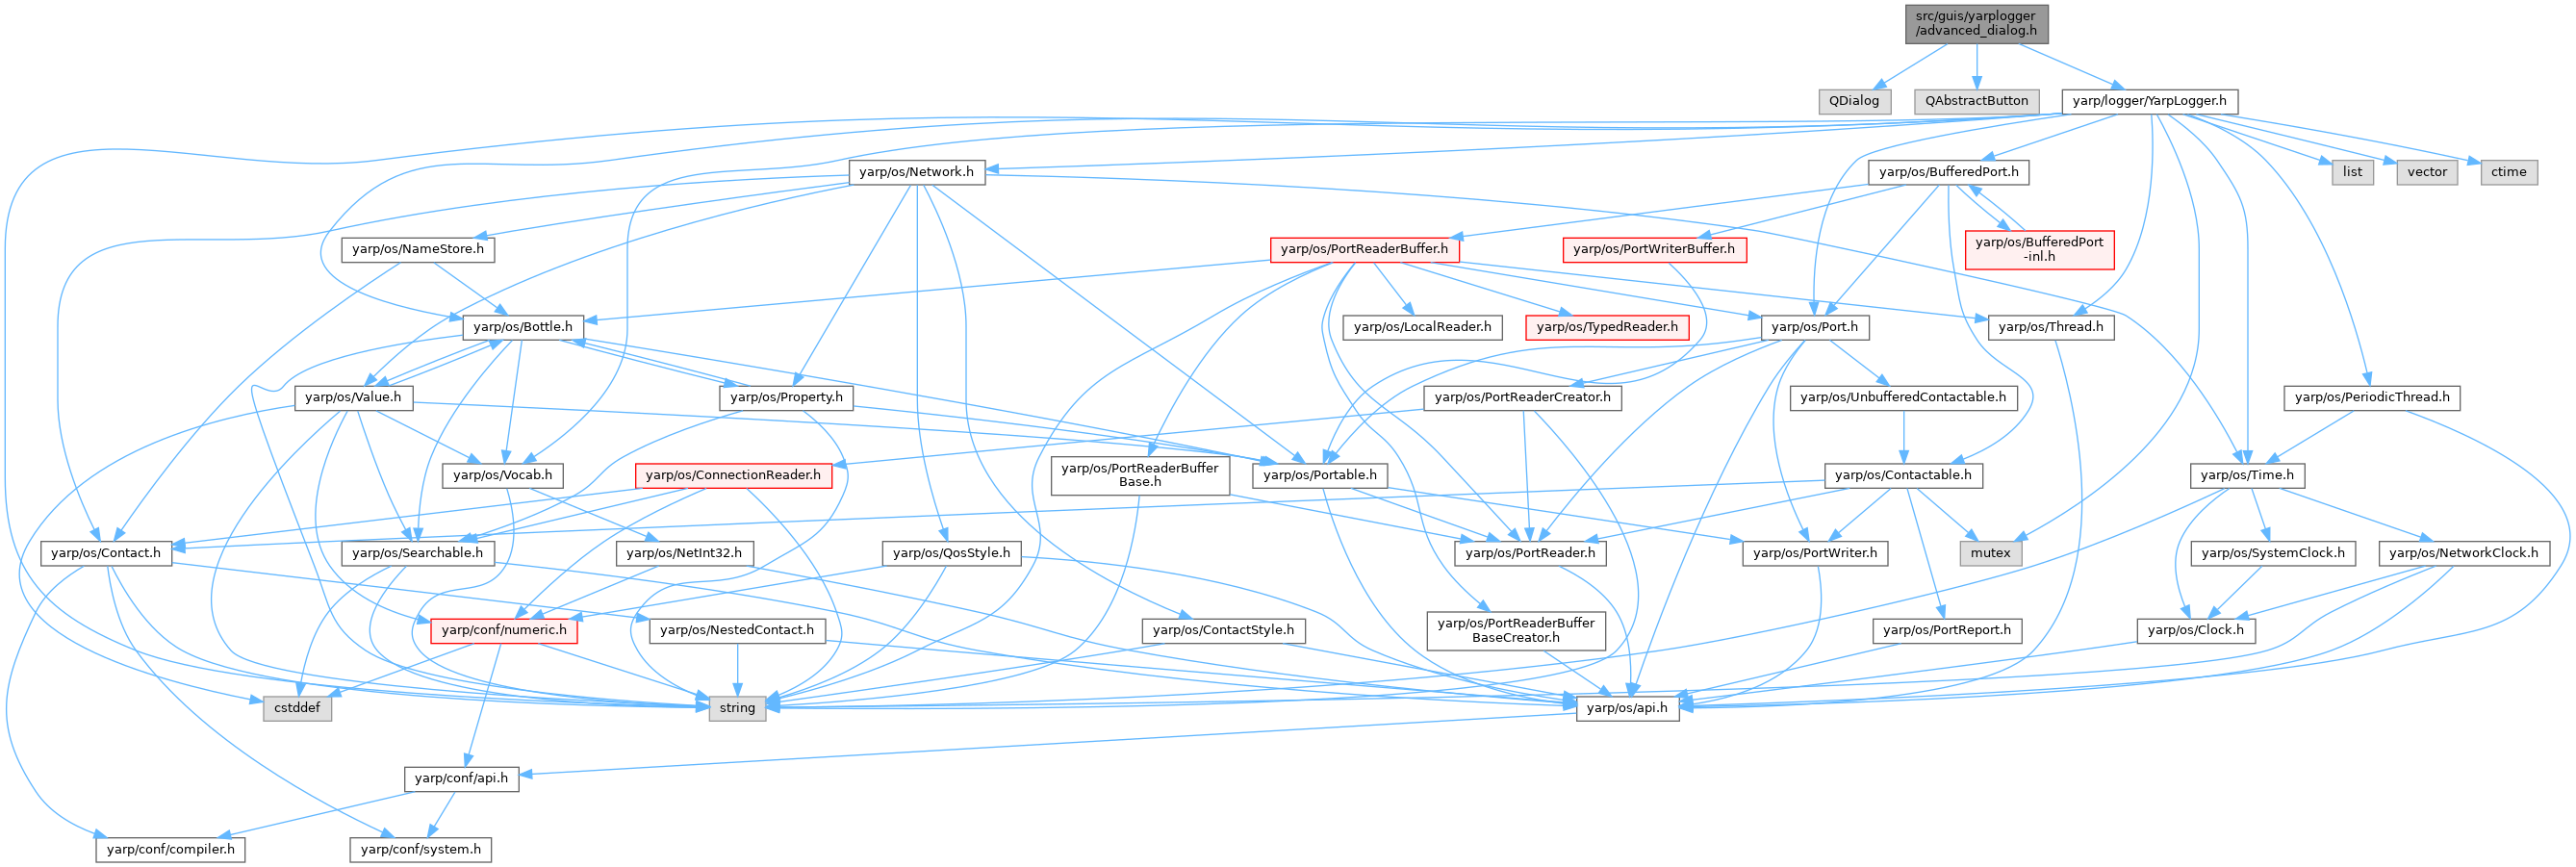 src/guis/yarplogger
/advanced_dialog.h
QDialog
QAbstractButton
yarp/logger/YarpLogger.h
yarp/os/Network.h
yarp/os/BufferedPort.h
list
vector
ctime
yarp/os/NameStore.h
yarp/os/PortReaderBuffer.h
yarp/os/PortWriterBuffer.h
yarp/os/BufferedPort
-inl.h
yarp/os/Bottle.h
yarp/os/LocalReader.h
yarp/os/TypedReader.h
yarp/os/Port.h
yarp/os/Thread.h
yarp/os/Value.h
yarp/os/Property.h
yarp/os/PortReaderCreator.h
yarp/os/UnbufferedContactable.h
yarp/os/PeriodicThread.h
yarp/os/Vocab.h
yarp/os/ConnectionReader.h
yarp/os/PortReaderBuffer
Base.h
yarp/os/Portable.h
yarp/os/Contactable.h
yarp/os/Time.h
yarp/os/Contact.h
yarp/os/Searchable.h
yarp/os/NetInt32.h
yarp/os/QosStyle.h
yarp/os/PortReader.h
yarp/os/PortWriter.h
mutex
yarp/os/SystemClock.h
yarp/os/NetworkClock.h
yarp/conf/numeric.h
yarp/os/NestedContact.h
yarp/os/ContactStyle.h
yarp/os/PortReaderBuffer
BaseCreator.h
yarp/os/PortReport.h
yarp/os/Clock.h
cstddef
string
yarp/os/api.h
yarp/conf/api.h
yarp/conf/compiler.h
yarp/conf/system.h